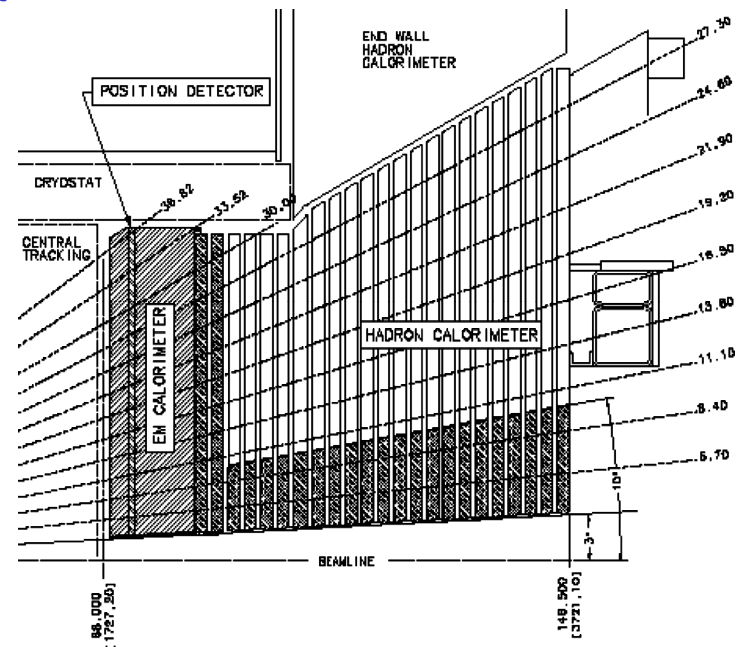 END WALL
HADRON
CALORIMETER
27.30
24.60
POSITION DETECTOR
21.90
CRYOSTAT
36.82
33.52
30.0
19.20
CENTRAL
TRACKING
16.50
EM CALORIMETER
HADRON CALORIMETER
13.80
11.10
8.40
5.70
10°
3°
BEAMLINE
68.000
[1727,20]
146.500
[3721,10]